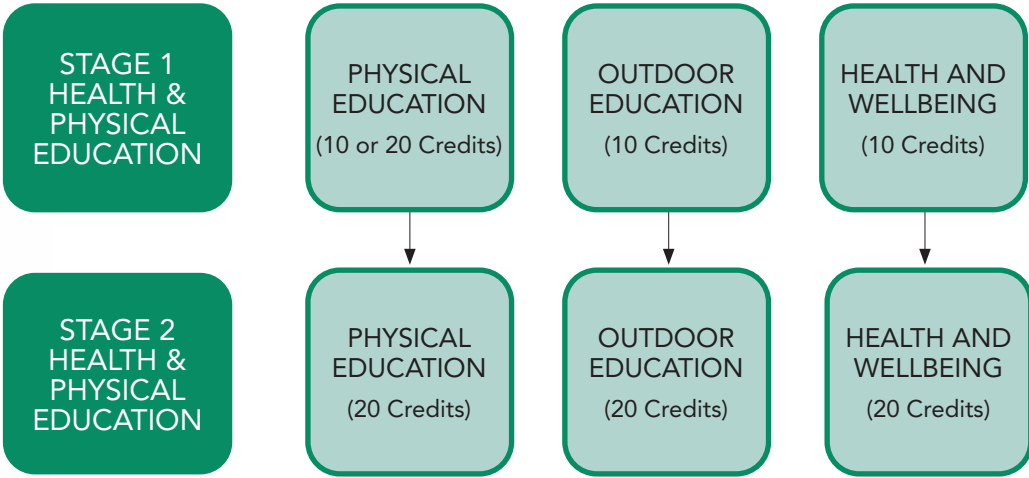 STAGE 1
HEALTH &
PHYSICAL
EDUCATION
PHYSICAL
EDUCATION
(10 or 20 Credits)
OUTDOOR
EDUCATION
(10 Credits)
HEALTH AND
WELLBEING
(10 Credits)
STAGE 2
HEALTH &
PHYSICAL
EDUCATION
PHYSICAL
EDUCATION
(20 Credits)
OUTDOOR
EDUCATION
(20 Credits)
HEALTH AND
WELLBEING
(20 Credits)